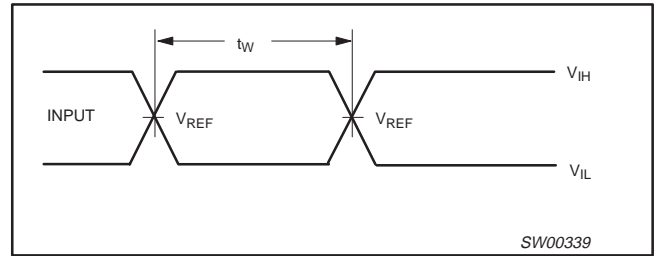 tW
VIH
INPUT
VREF
VREF
VIL
SW00339